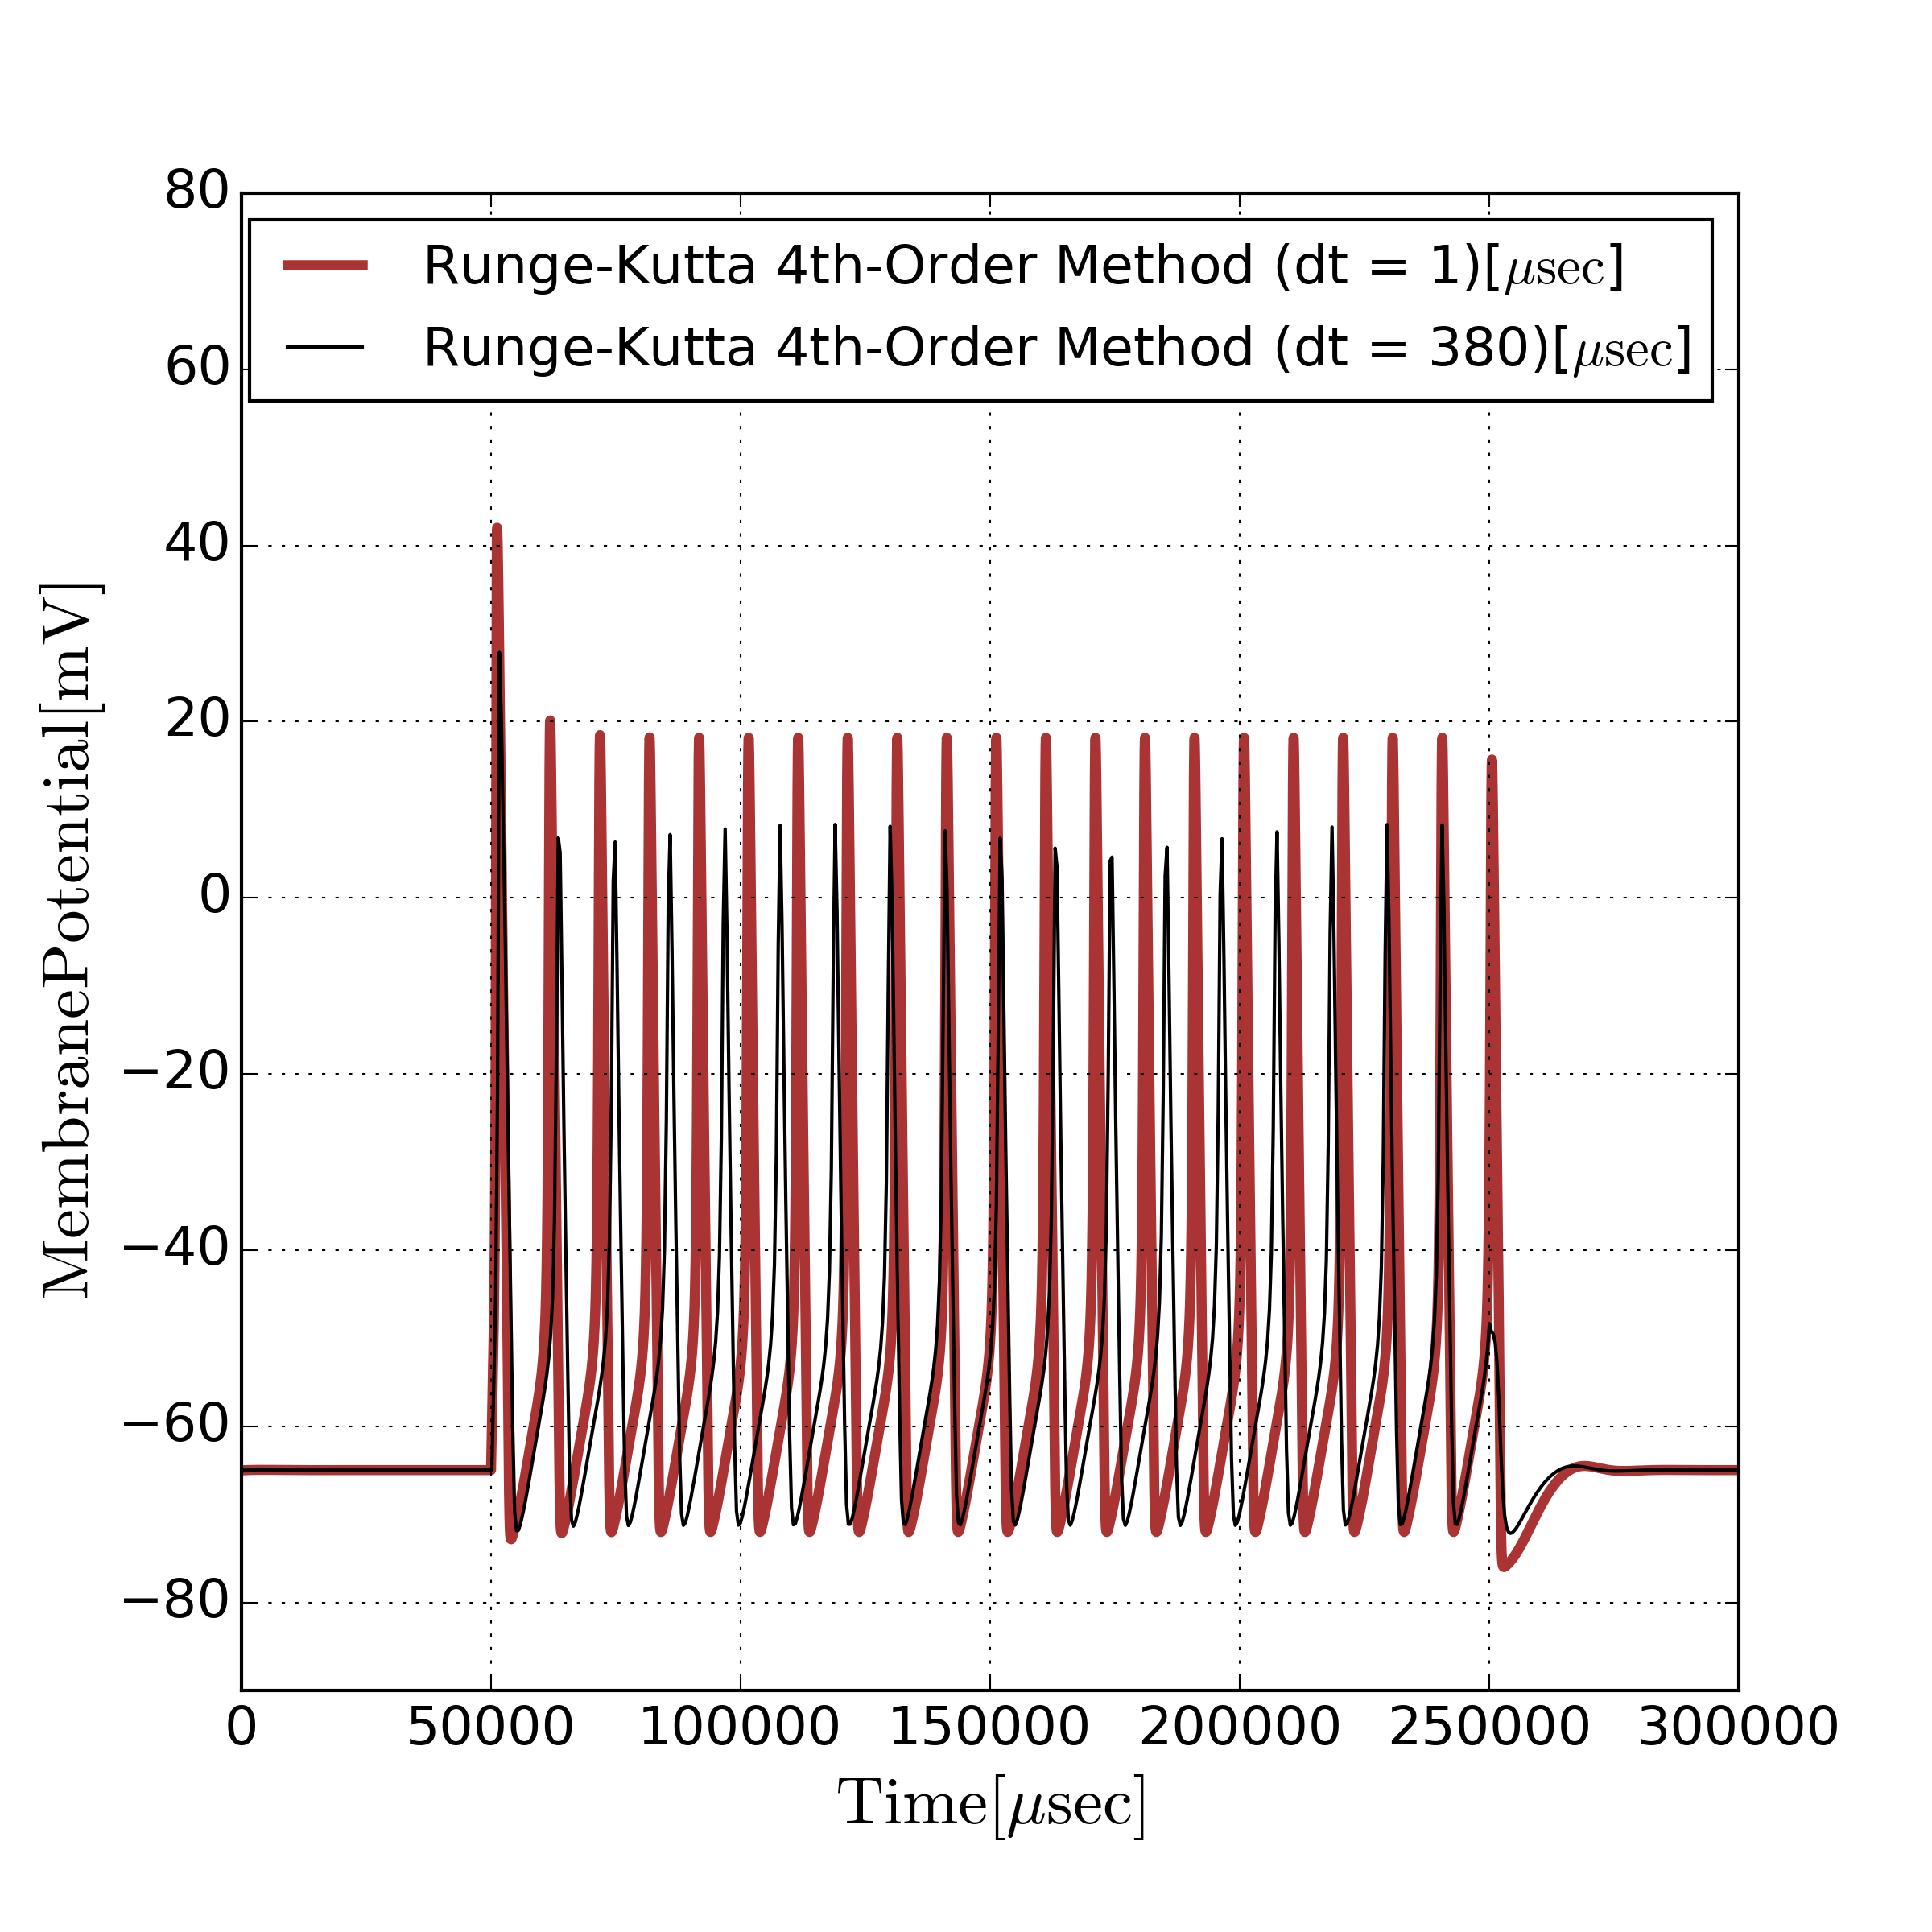 80
Runge-Kutta 4th-Order Method (dt = 1)[μsec]
Runge-Kutta 4th-Order Method (dt = 380)[μsec]
60
40
20
0
−20
−40
−60
−80
MembranePotential[mV]
0 50000 100000 150000 200000 250000 300000
Time[μsec]